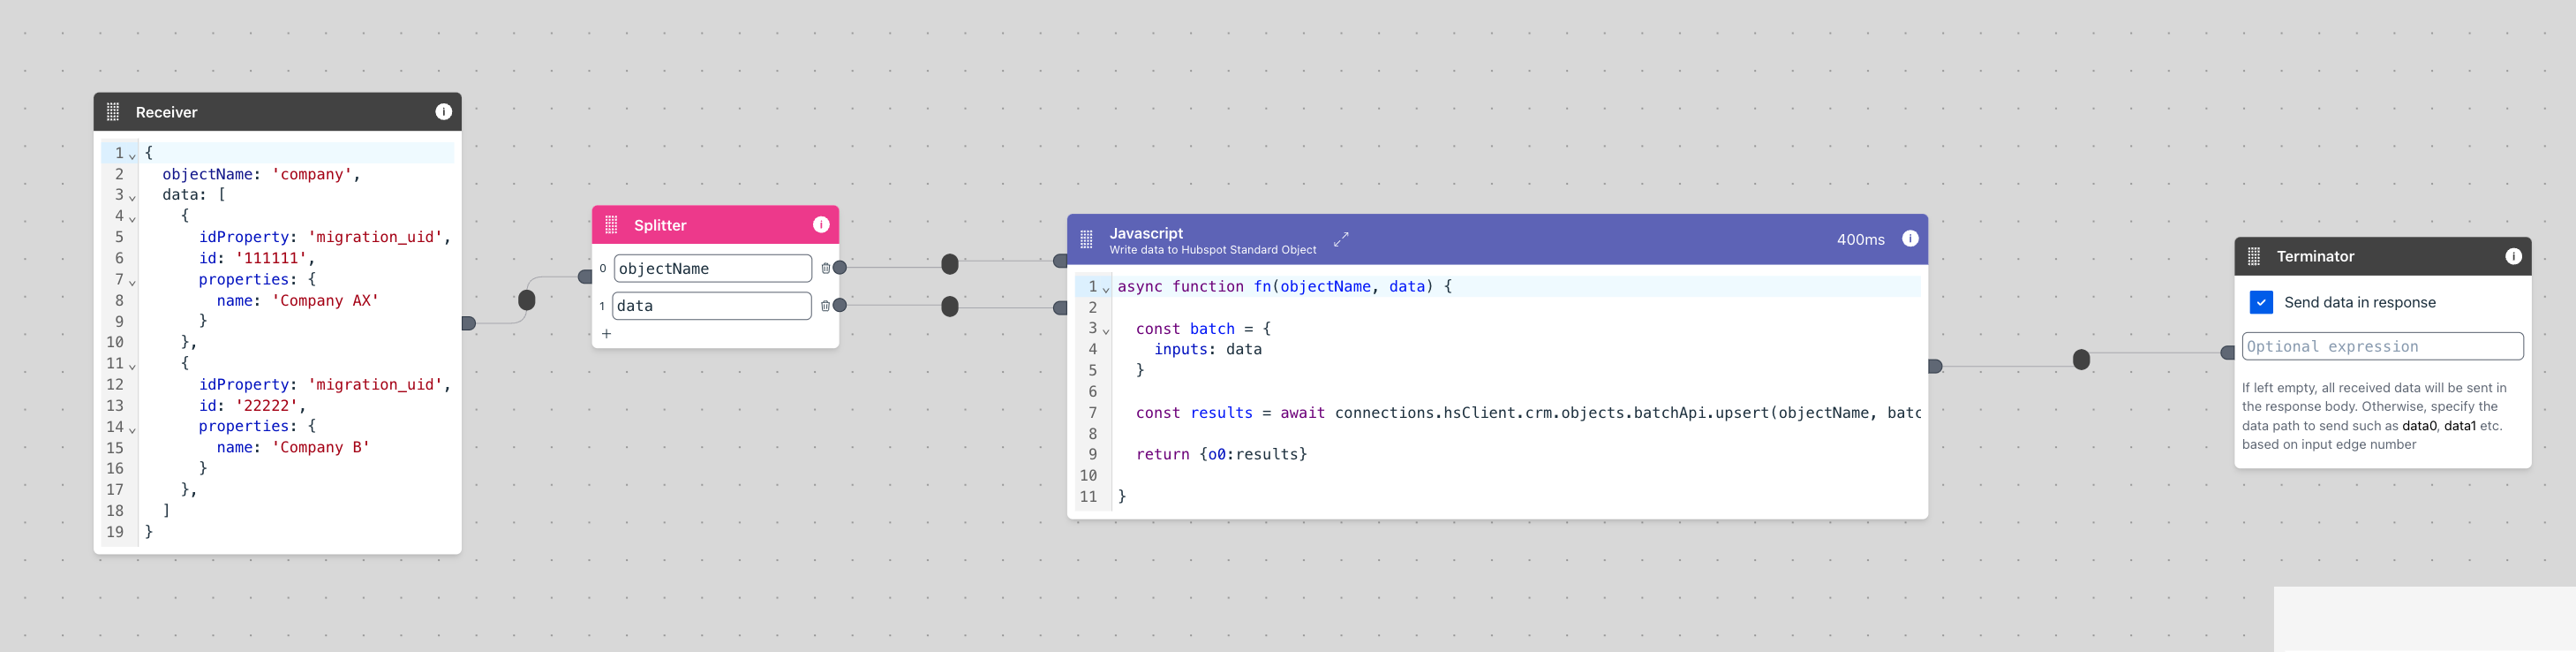 Receiver
1 {
2 objectName: 'company',
3 data: [
4 {
5 idProperty: 'migration_uid',
6 id: '111111',
7 properties: {
8 name: 'Company AX'
9 }
10 },
11 {
12 idProperty: 'migration_uid',
13 id: '22222',
14 properties: {
15 name: 'Company B'
16 }
17 },
18 ]
19 }
Splitter
0 objectName
1 data
+
Javascript
Write data to Hubspot Standard Object
400ms
1 async function fn(objectName, data) {
2
3 const batch = {
4 inputs: data
5 }
6
7 const results = await connections.hsClient.crm.objects.batchApi.upsert(objectName, batc
8
9 return {o0:results}
10
11 }
Terminator
Send data in response
Optional expression
If left empty, all received data will be sent in
the response body. Otherwise, specify the
data path to send such as data0, data1 etc.
based on input edge number